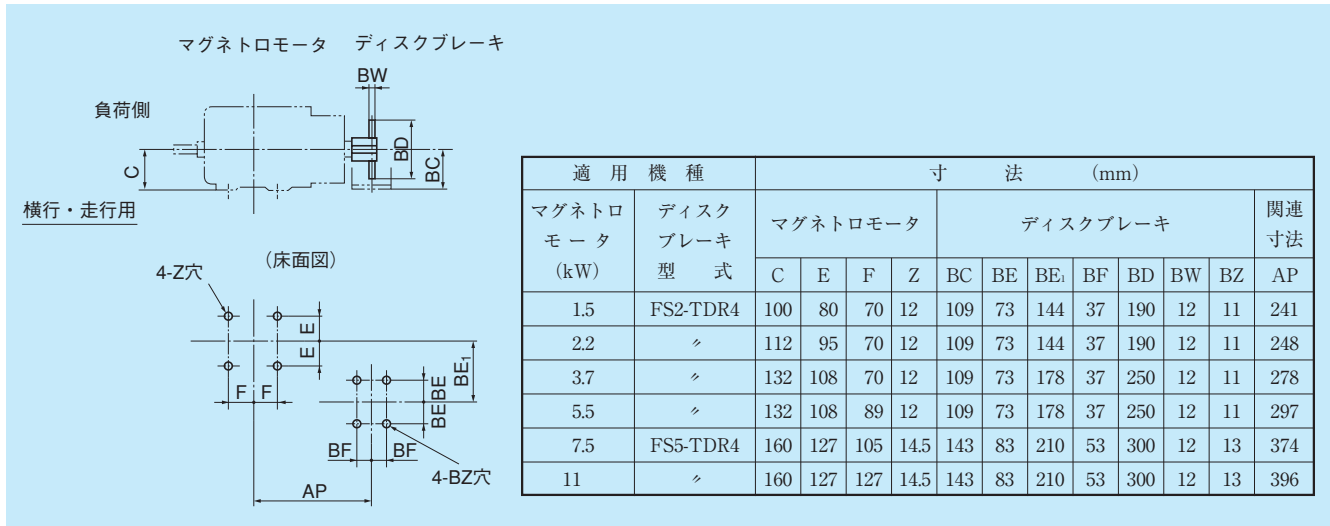 マグネトロモータ ディスクブレーキ
BW
負荷側
C
BD
BC
横行・走行用
(床面図)
4-Z穴
E
E
BE1
F F
BE
BE
BF BF
4-BZ穴
AP
適用機種 寸法 (mm)
マグネトロモータ(kW) ディスクブレーキ型式 マグネトロモータ ディスクブレーキ 関連寸法
C E F Z BC BE BE1 BF BD BW BZ AP
1.5 FS2-TDR4 100 80 70 12 109 73 144 37 190 12 11 241
2.2 〃 112 95 70 12 109 73 144 37 190 12 11 248
3.7 〃 132 108 70 12 109 73 178 37 250 12 11 278
5.5 〃 132 108 89 12 109 73 178 37 250 12 11 297
7.5 FS5-TDR4 160 127 105 14.5 143 83 210 53 300 12 13 374
11 〃 160 127 127 14.5 143 83 210 53 300 12 13 396